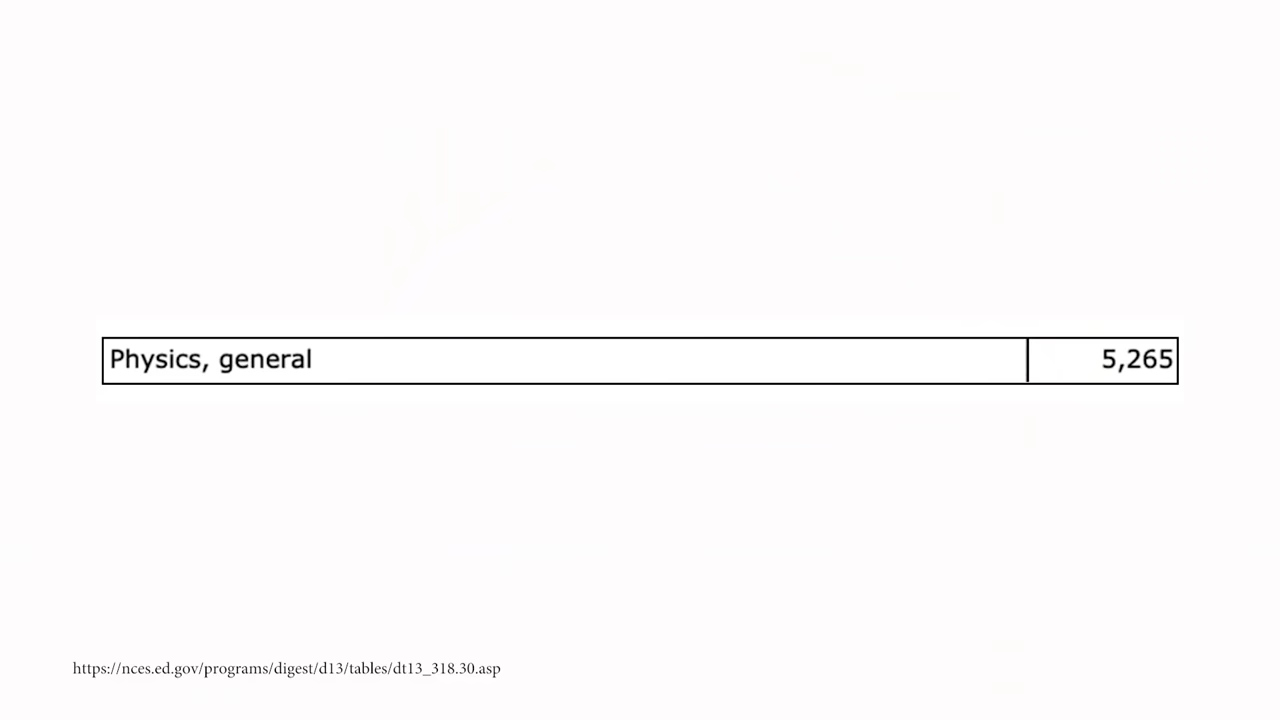 Physics, general 5,265
https://nces.ed.gov/programs/digest/d13/tables/dt13_318.30.asp